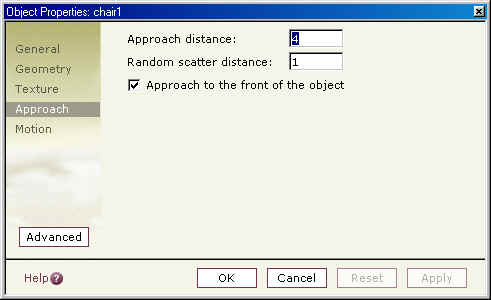 Object Properties: chair1
General
Geometry
Texture
Approach
Motion
Advanced
Approach distance: 4
Random scatter distance: 1
Approach to the front of the object
Help ?
OK
Cancel
Reset
Apply